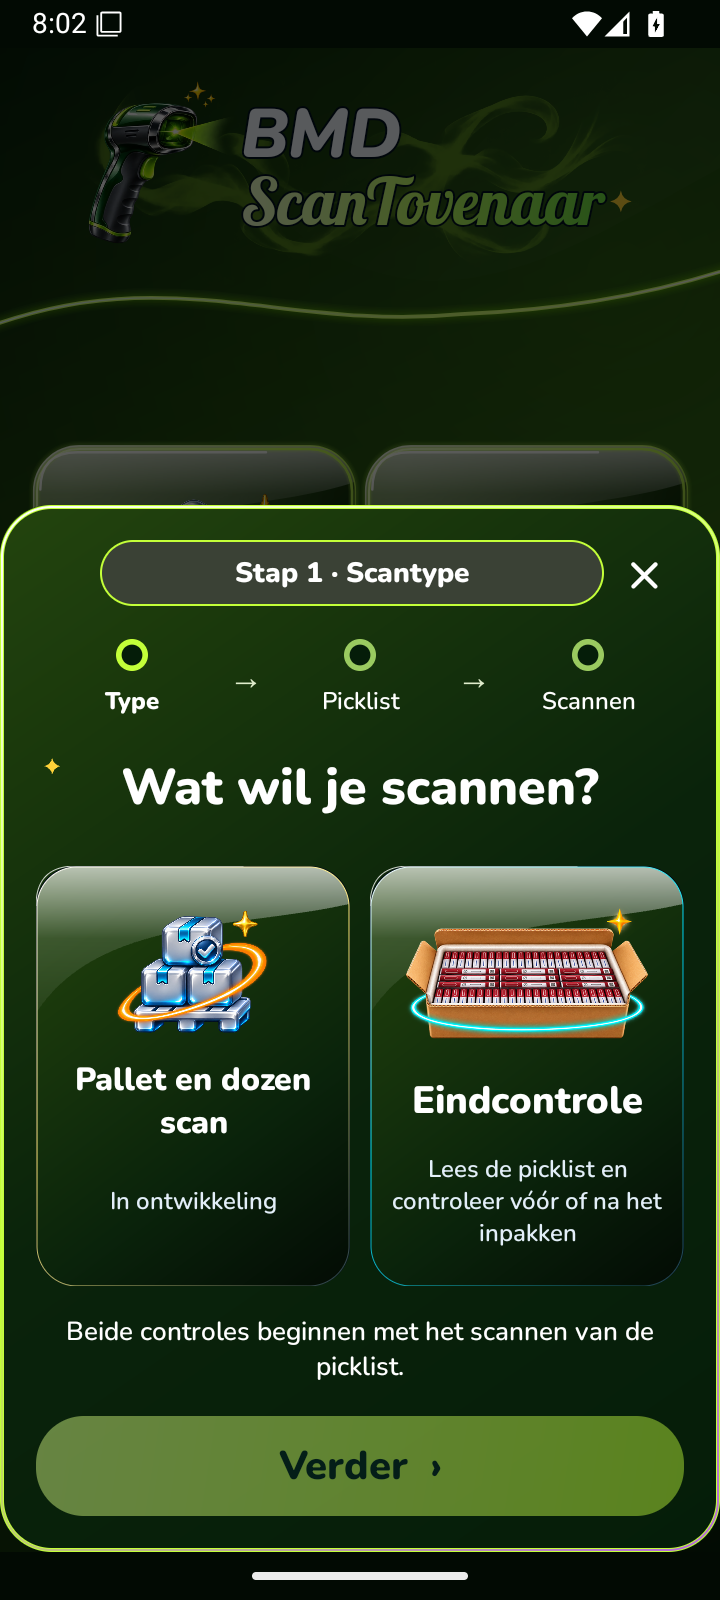 8:02
BMD
ScanTovenaar
Stap 1 · Scantype
Type → Picklist → Scannen
Wat wil je scannen?
Pallet en dozen
scan
In ontwikkeling
Eindcontrole
Lees de picklist en
controleer vóór of na het
inpakken
Beide controles beginnen met het scannen van de
picklist.
Verder ›